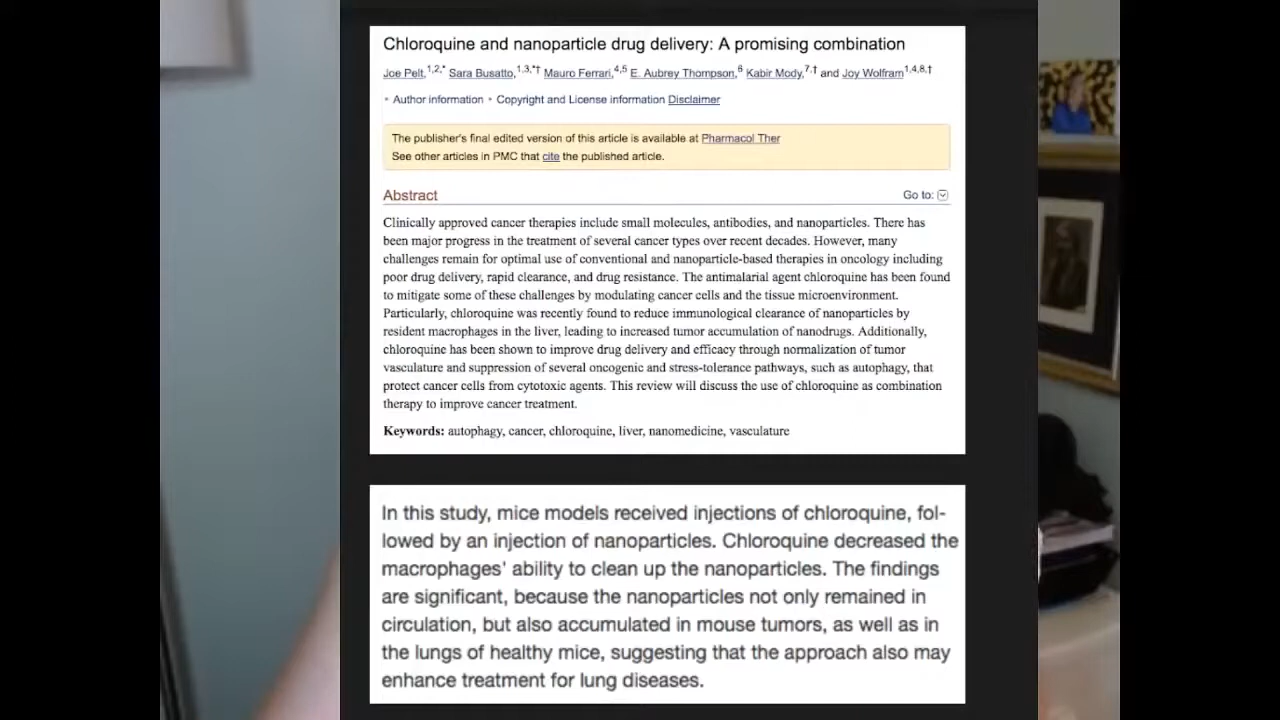 Chloroquine and nanoparticle drug delivery: A promising combination
Joe Pelt,1,2,* Sara Busatto,1,3,*† Mauro Ferrari,4,5 E. Aubrey Thompson,6 Kabir Mody,7,† and Joy Wolfram1,4,8,†
Author information Copyright and License information Disclaimer
The publisher's final edited version of this article is available at Pharmacol Ther
See other articles in PMC that cite the published article.
Abstract Go to:
Clinically approved cancer therapies include small molecules, antibodies, and nanoparticles. There has
been major progress in the treatment of several cancer types over recent decades. However, many
challenges remain for optimal use of conventional and nanoparticle-based therapies in oncology including
poor drug delivery, rapid clearance, and drug resistance. The antimalarial agent chloroquine has been found
to mitigate some of these challenges by modulating cancer cells and the tissue microenvironment.
Particularly, chloroquine was recently found to reduce immunological clearance of nanoparticles by
resident macrophages in the liver, leading to increased tumor accumulation of nanodrugs. Additionally,
chloroquine has been shown to improve drug delivery and efficacy through normalization of tumor
vasculature and suppression of several oncogenic and stress-tolerance pathways, such as autophagy, that
protect cancer cells from cytotoxic agents. This review will discuss the use of chloroquine as combination
therapy to improve cancer treatment.
Keywords: autophagy, cancer, chloroquine, liver, nanomedicine, vasculature
In this study, mice models received injections of chloroquine, fol-
lowed by an injection of nanoparticles. Chloroquine decreased the
macrophages' ability to clean up the nanoparticles. The findings
are significant, because the nanoparticles not only remained in
circulation, but also accumulated in mouse tumors, as well as in
the lungs of healthy mice, suggesting that the approach also may
enhance treatment for lung diseases.